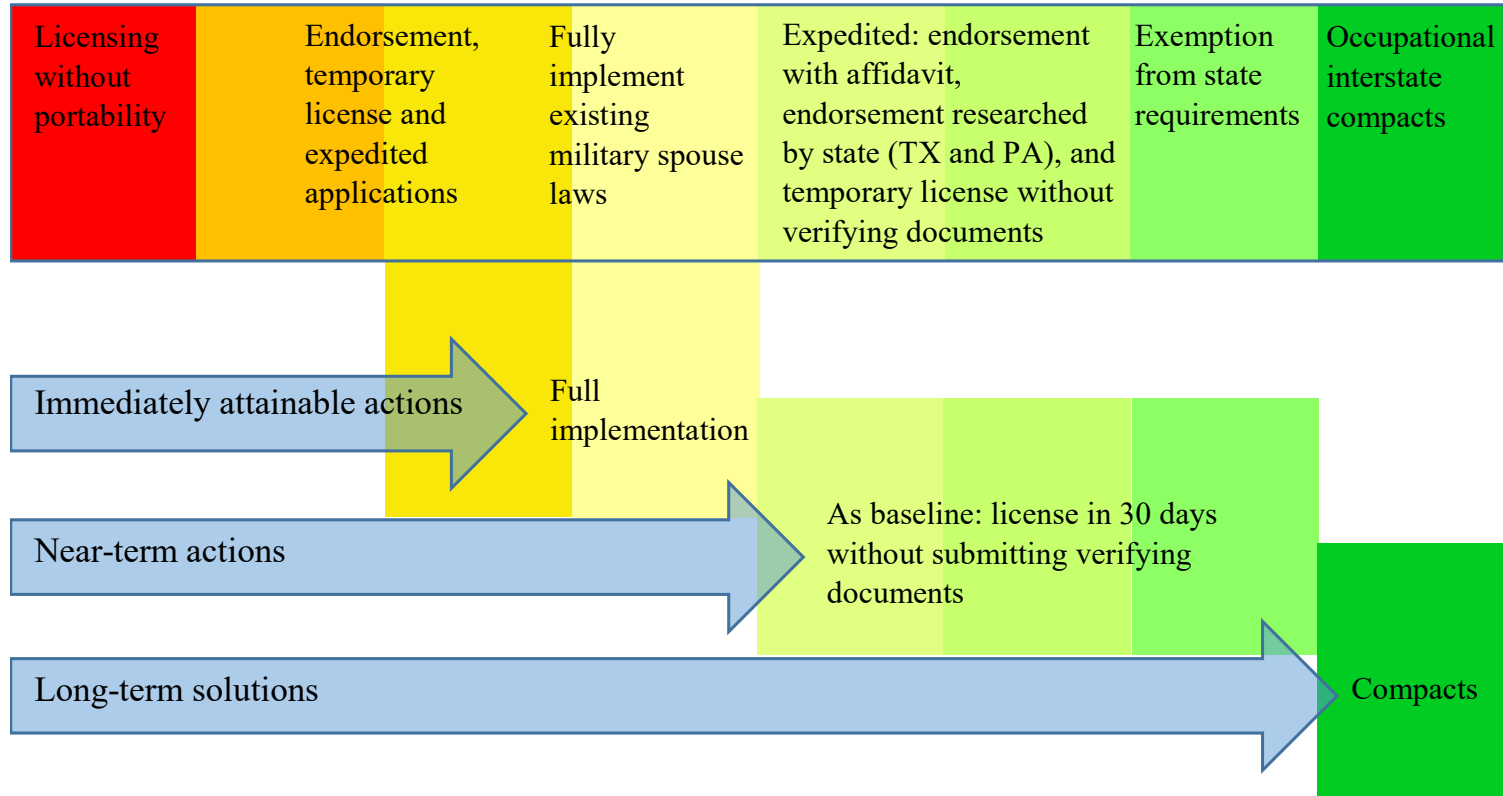 Licensing
without
portability
Endorsement,
temporary
license and
expedited
applications
Fully
implement
existing
military spouse
laws
Expedited: endorsement
with affidavit,
endorsement researched
by state (TX and PA), and
temporary license without
verifying documents
Exemption
from state
requirements
Occupational
interstate
compacts
Immediately attainable actions
Full
implementation
Near-term actions
As baseline: license in 30 days
without submitting verifying
documents
Long-term solutions
Compacts